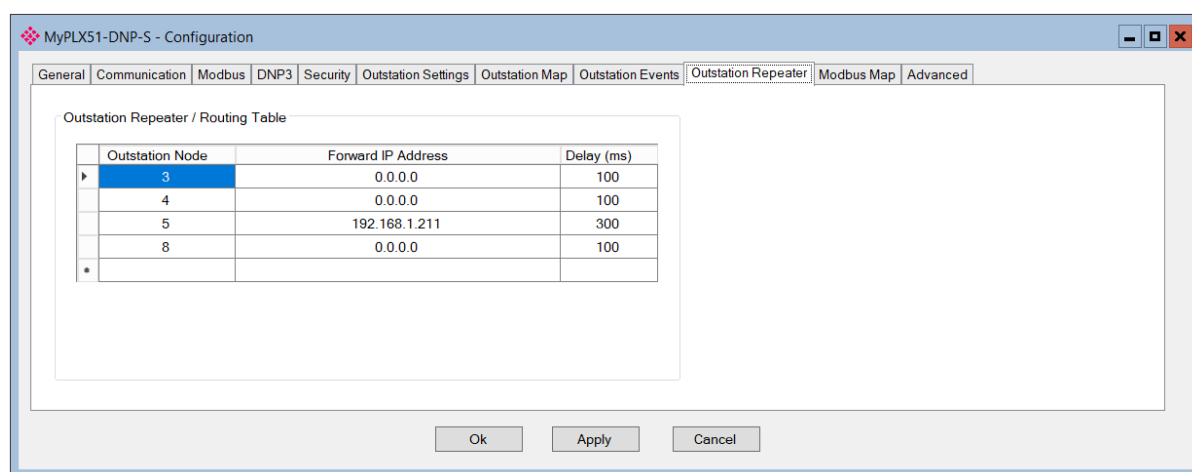 MyPLX51-DNP-S - Configuration
General Communication Modbus DNP3 Security Outstation Settings Outstation Map Outstation Events Outstation Repeater Modbus Map Advanced
Outstation Repeater / Routing Table
Outstation Node Forward IP Address Delay (ms)
3 0.0.0.0 100
4 0.0.0.0 100
5 192.168.1.211 300
8 0.0.0.0 100
Ok Apply Cancel